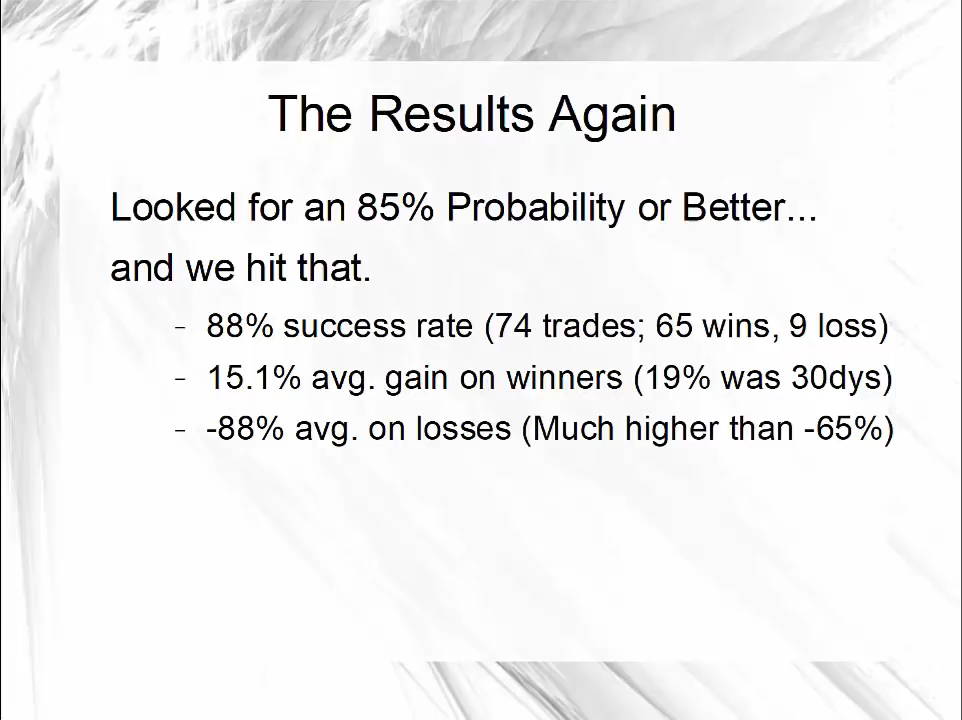 The Results Again
Looked for an 85% Probability or Better...
and we hit that.
- 88% success rate (74 trades; 65 wins, 9 loss)
- 15.1% avg. gain on winners (19% was 30dys)
- -88% avg. on losses (Much higher than -65%)